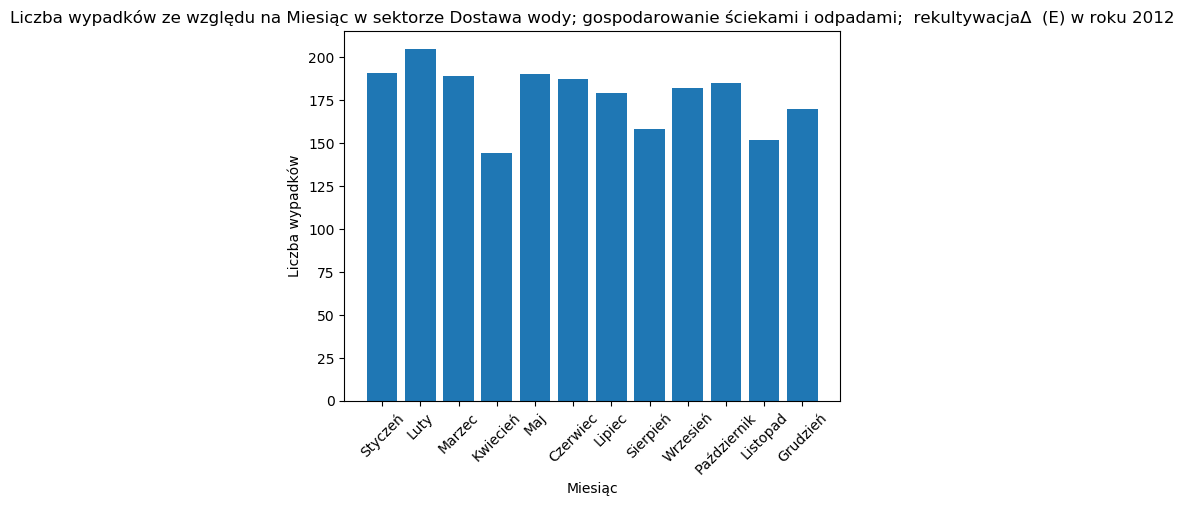 Liczba wypadków ze względu na Miesiąc w sektorze Dostawa wody; gospodarowanie ściekami i odpadami;  rekultywacjaΔ  (E) w roku 2012
200
175
150
125
100
75
50
25
0
Liczba wypadków
Styczeń
Luty
Marzec
Kwiecień
Maj
Czerwiec
Lipiec
Sierpień
Wrzesień
Październik
Listopad
Grudzień
Miesiąc